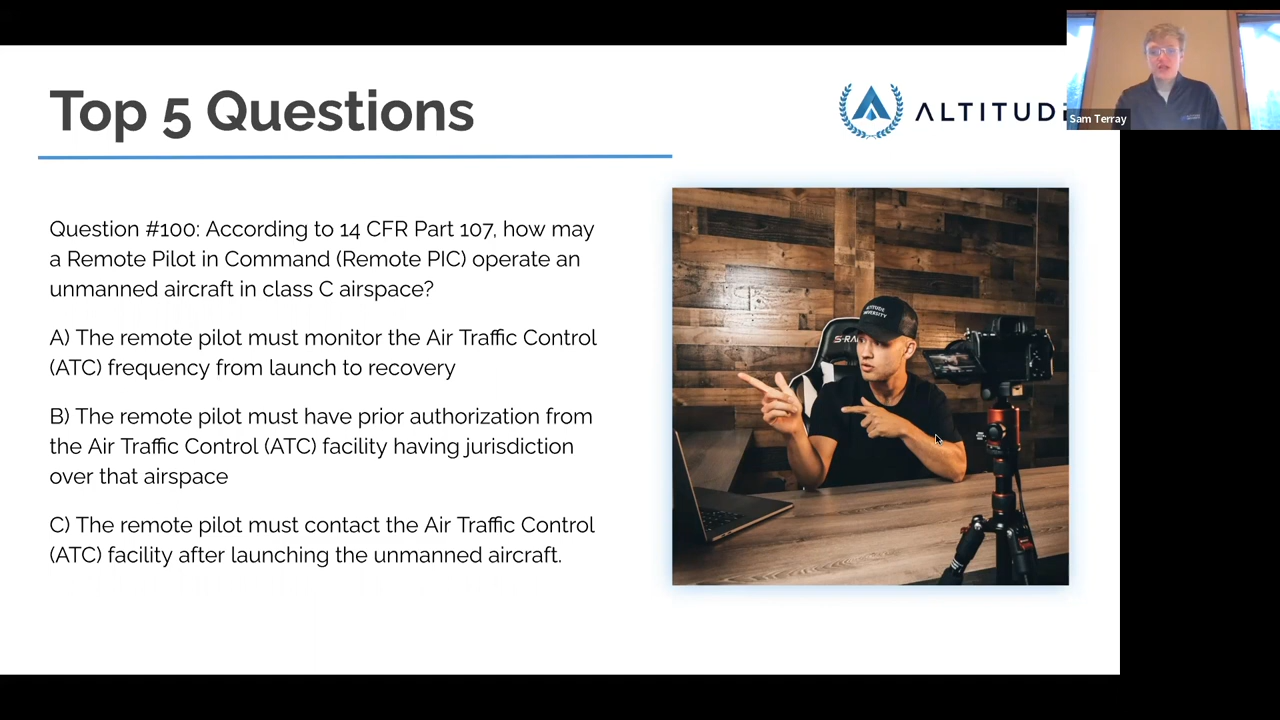 Top 5 Questions
ALTITUD
Sam Terray
Question #100: According to 14 CFR Part 107, how may
a Remote Pilot in Command (Remote PIC) operate an
unmanned aircraft in class C airspace?
A) The remote pilot must monitor the Air Traffic Control
(ATC) frequency from launch to recovery
B) The remote pilot must have prior authorization from
the Air Traffic Control (ATC) facility having jurisdiction
over that airspace
C) The remote pilot must contact the Air Traffic Control
(ATC) facility after launching the unmanned aircraft.
ALTITUDE
UNIVERSITY
S-RA